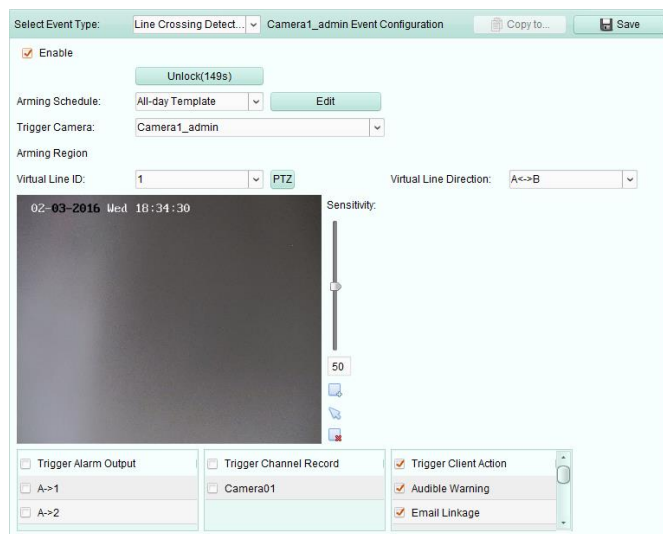 Select Event Type: Line Crossing Detect... Camera1_admin Event Configuration Copy to... Save
Enable
Unlock(149s)
Arming Schedule: All-day Template Edit
Trigger Camera: Camera1_admin
Arming Region
Virtual Line ID: 1 PTZ Virtual Line Direction: A<->B
02-03-2016 Wed 18:34:30 Sensitivity:
50
Trigger Alarm Output Trigger Channel Record Trigger Client Action
A->1 Camera01 Audible Warning
A->2 Email Linkage